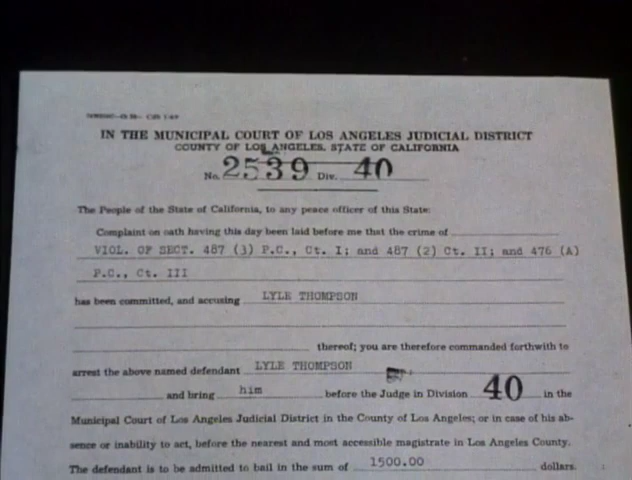 IN THE MUNICIPAL COURT OF LOS ANGELES JUDICIAL DISTRICT
COUNTY OF LOS ANGELES, STATE OF CALIFORNIA
No. 2539 Div. 40
The People of the State of California, to any peace officer of this State:
Complaint on oath having this day been laid before me that the crime of
VIOL. OF SECT. 487 (3) P.C., Ct. I; and 487 (2) Ct. II; and 476 (A)
P.C., Ct. III
has been committed, and accusing LYLE THOMPSON
thereof; you are therefore commanded forthwith to
arrest the above named defendant LYLE THOMPSON
and bring him before the Judge in Division 40 in the
Municipal Court of Los Angeles Judicial District in the County of Los Angeles; or in case of his ab-
sence or inability to act, before the nearest and most accessible magistrate in Los Angeles County.
The defendant is to be admitted to bail in the sum of 1500.00 dollars.